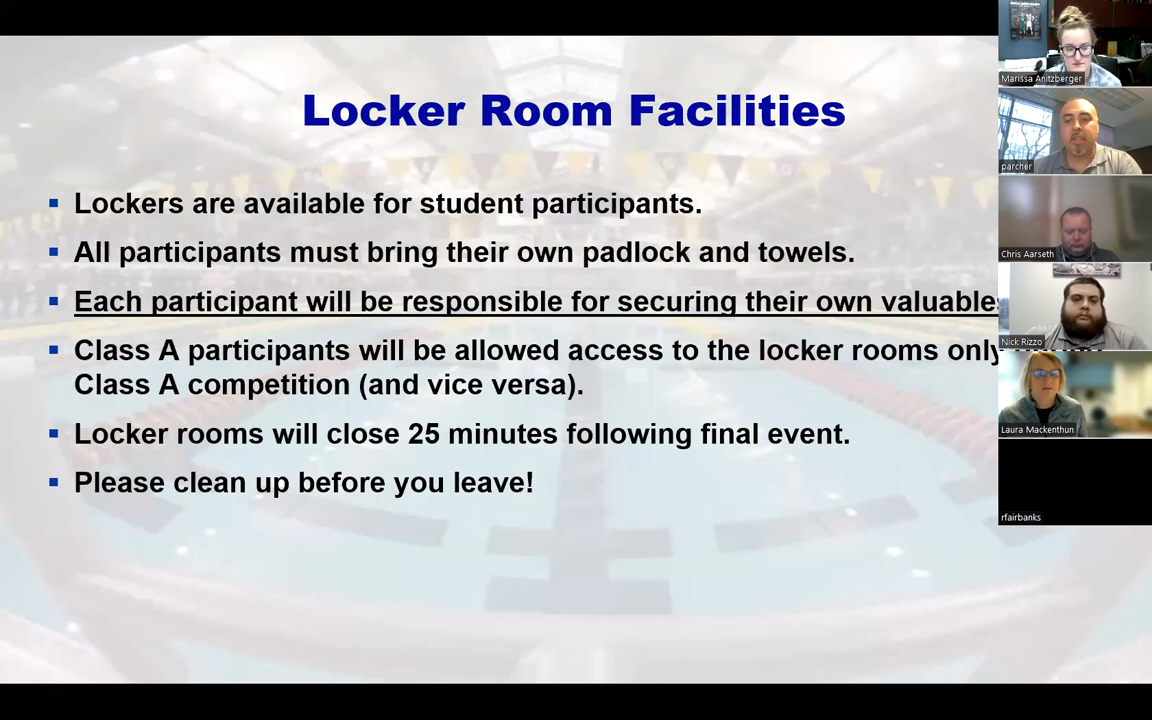 Locker Room Facilities
Lockers are available for student participants.
All participants must bring their own padlock and towels.
Each participant will be responsible for securing their own valuables
Class A participants will be allowed access to the locker rooms only
Class A competition (and vice versa).
Locker rooms will close 25 minutes following final event.
Please clean up before you leave!
Marissa Anitzberger
parcher
Chris Aarseth
Nick Rizzo
Laura Mackenthun
rfairbanks